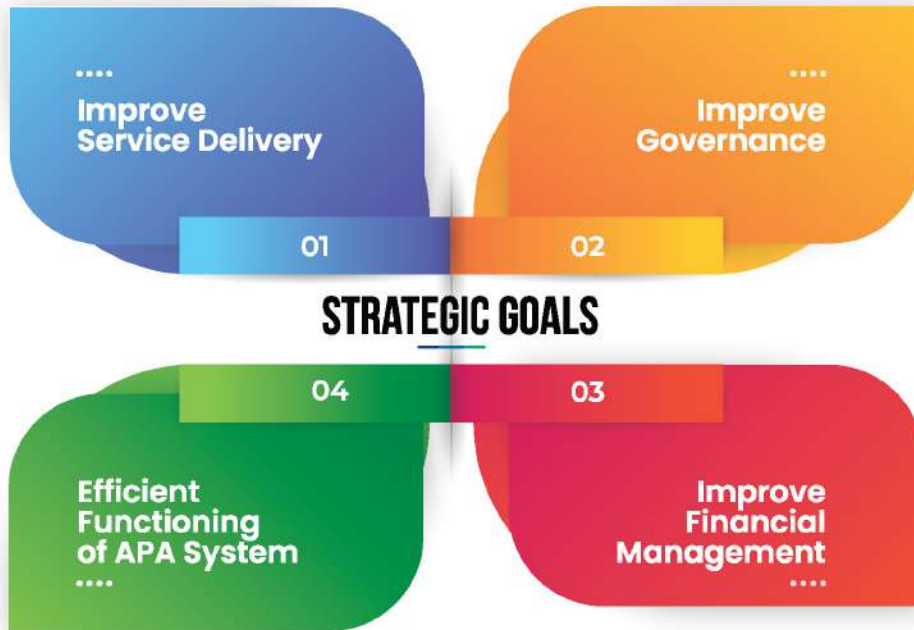 Improve
Service Delivery
01
Improve
Governance
02
STRATEGIC GOALS
04
Efficient
Functioning
of APA System
03
Improve
Financial
Management